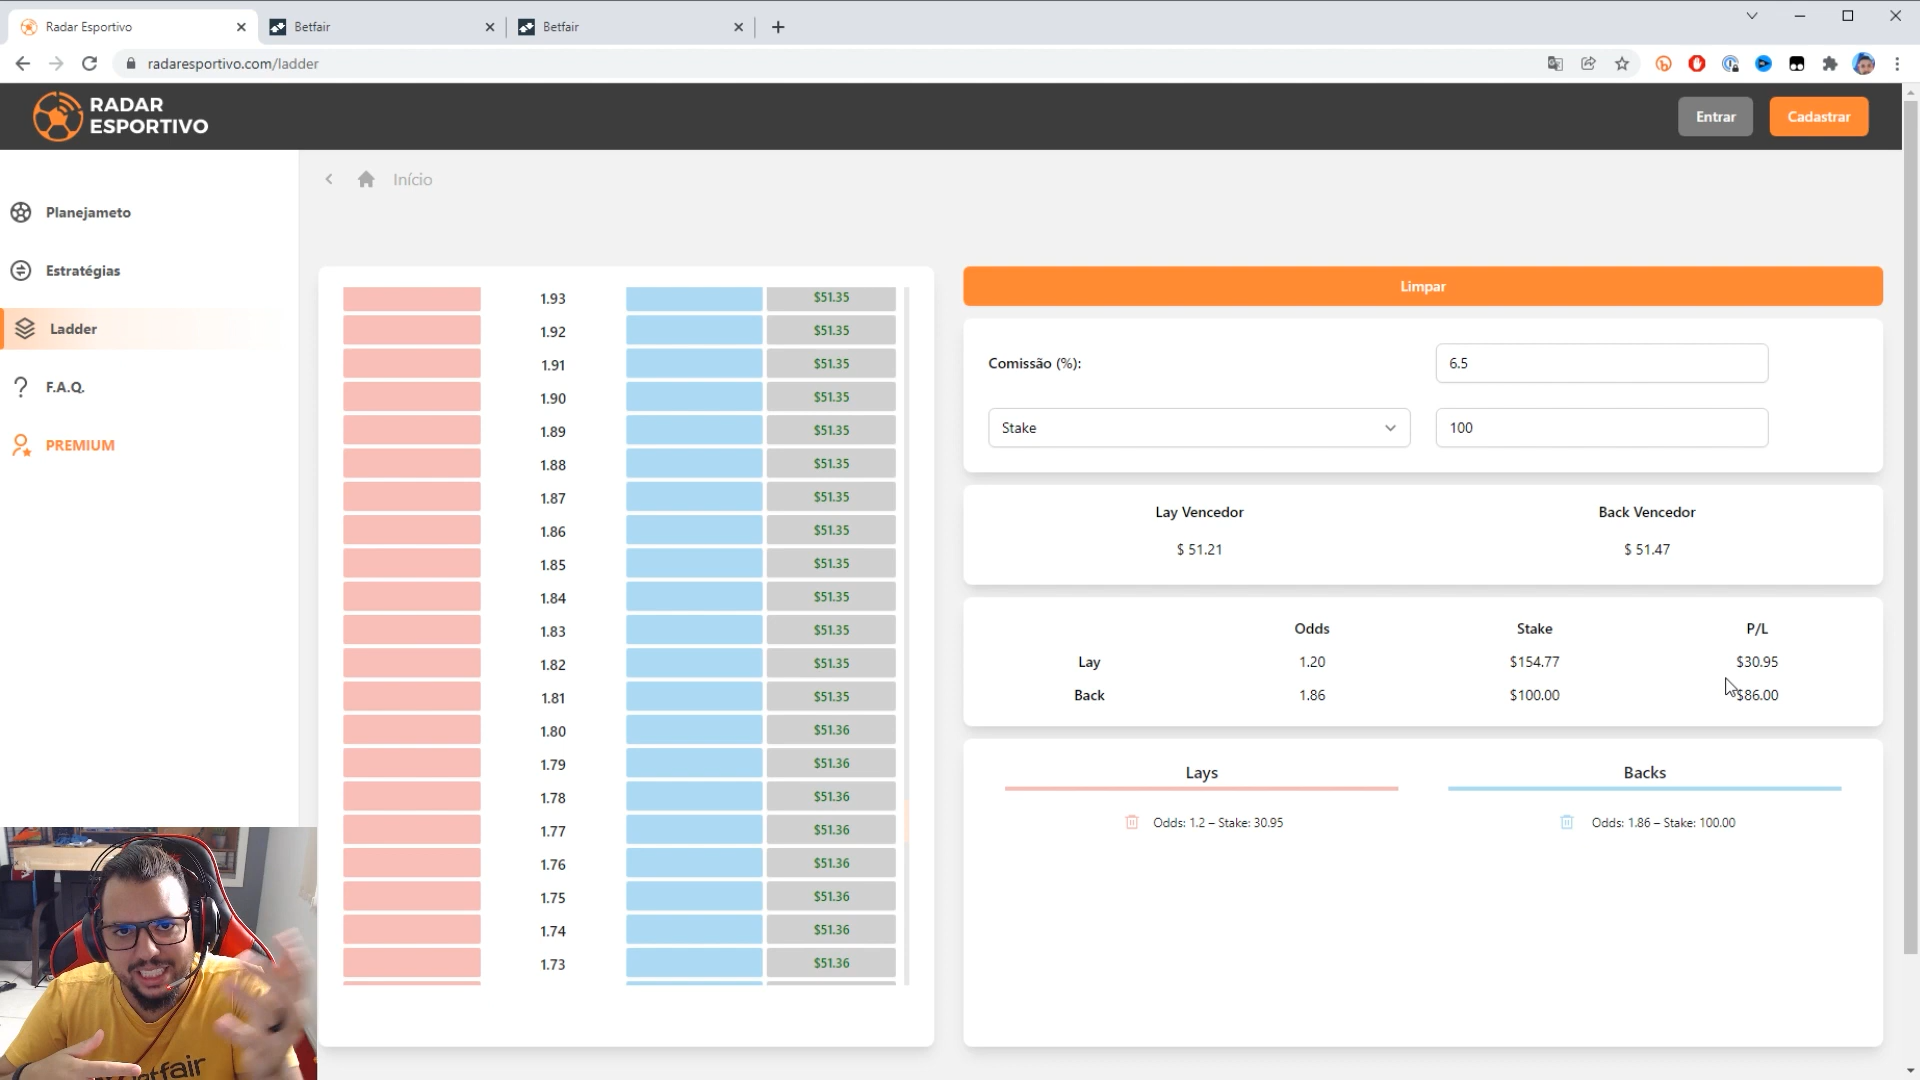 Radar Esportivo
Betfair
Betfair
radaresportivo.com/ladder
RADAR
ESPORTIVO
Entrar
Cadastrar
Início
Planejameto
Estratégias
Ladder
F.A.Q.
PREMIUM
1.93 $51.35
1.92 $51.35
1.91 $51.35
1.90 $51.35
1.89 $51.35
1.88 $51.35
1.87 $51.35
1.86 $51.35
1.85 $51.35
1.84 $51.35
1.83 $51.35
1.82 $51.35
1.81 $51.35
1.80 $51.36
1.79 $51.36
1.78 $51.36
1.77 $51.36
1.76 $51.36
1.75 $51.36
1.74 $51.36
1.73 $51.36
Limpar
Comissão (%): 6.5
Stake 100
Lay Vencedor Back Vencedor
$ 51.21 $ 51.47
Odds Stake P/L
Lay 1.20 $154.77 $30.95
Back 1.86 $100.00 $86.00
Lays Backs
Odds: 1.2 – Stake: 30.95 Odds: 1.86 – Stake: 100.00
betfair